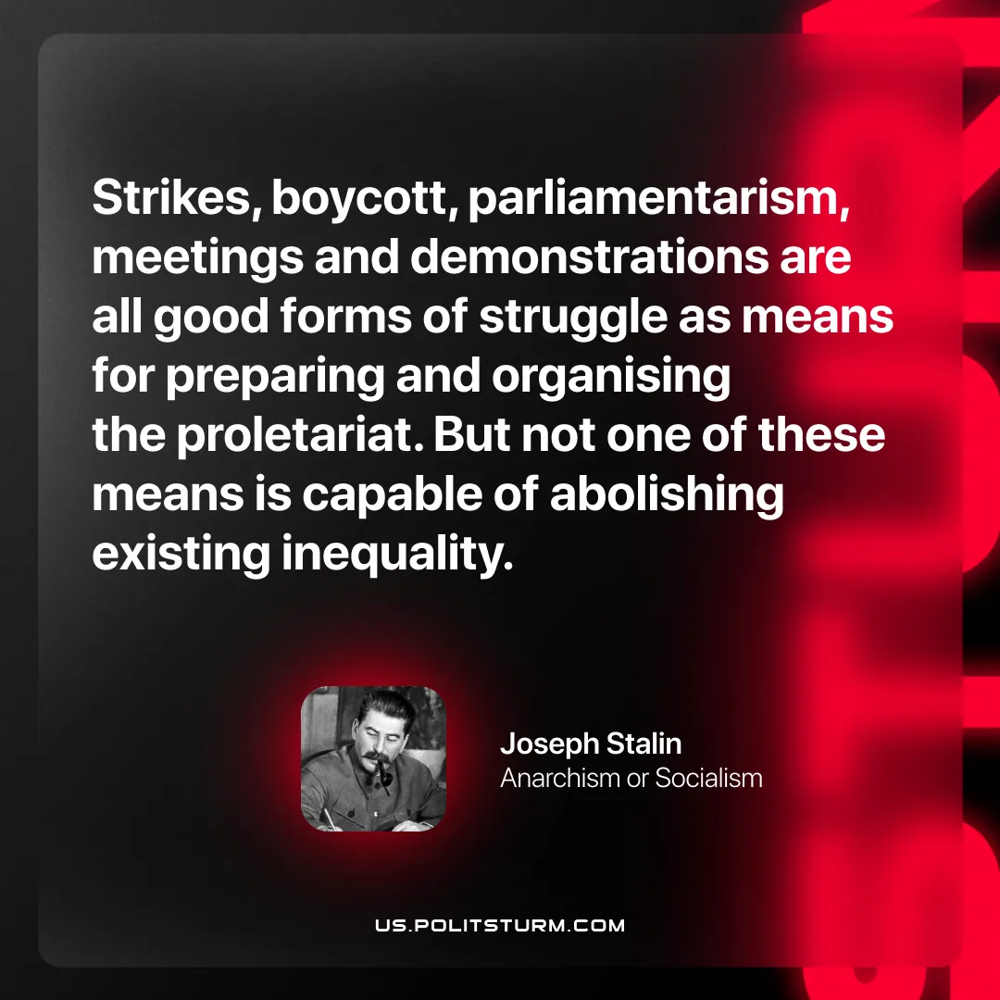 Strikes, boycott, parliamentarism,
meetings and demonstrations are
all good forms of struggle as means
for preparing and organising
the proletariat. But not one of these
means is capable of abolishing
existing inequality.
Joseph Stalin
Anarchism or Socialism
US.POLITSTURM.COM